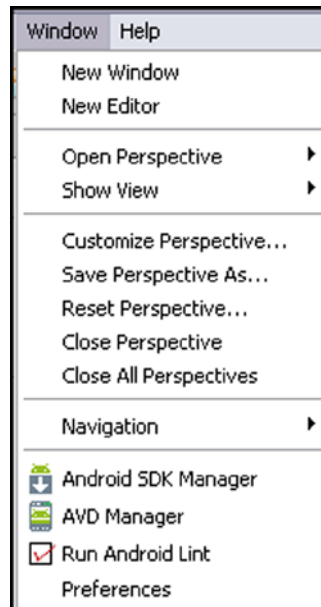 Window Help
New Window
New Editor
Open Perspective
Show View
Customize Perspective...
Save Perspective As...
Reset Perspective...
Close Perspective
Close All Perspectives
Navigation
Android SDK Manager
AVD Manager
Run Android Lint
Preferences